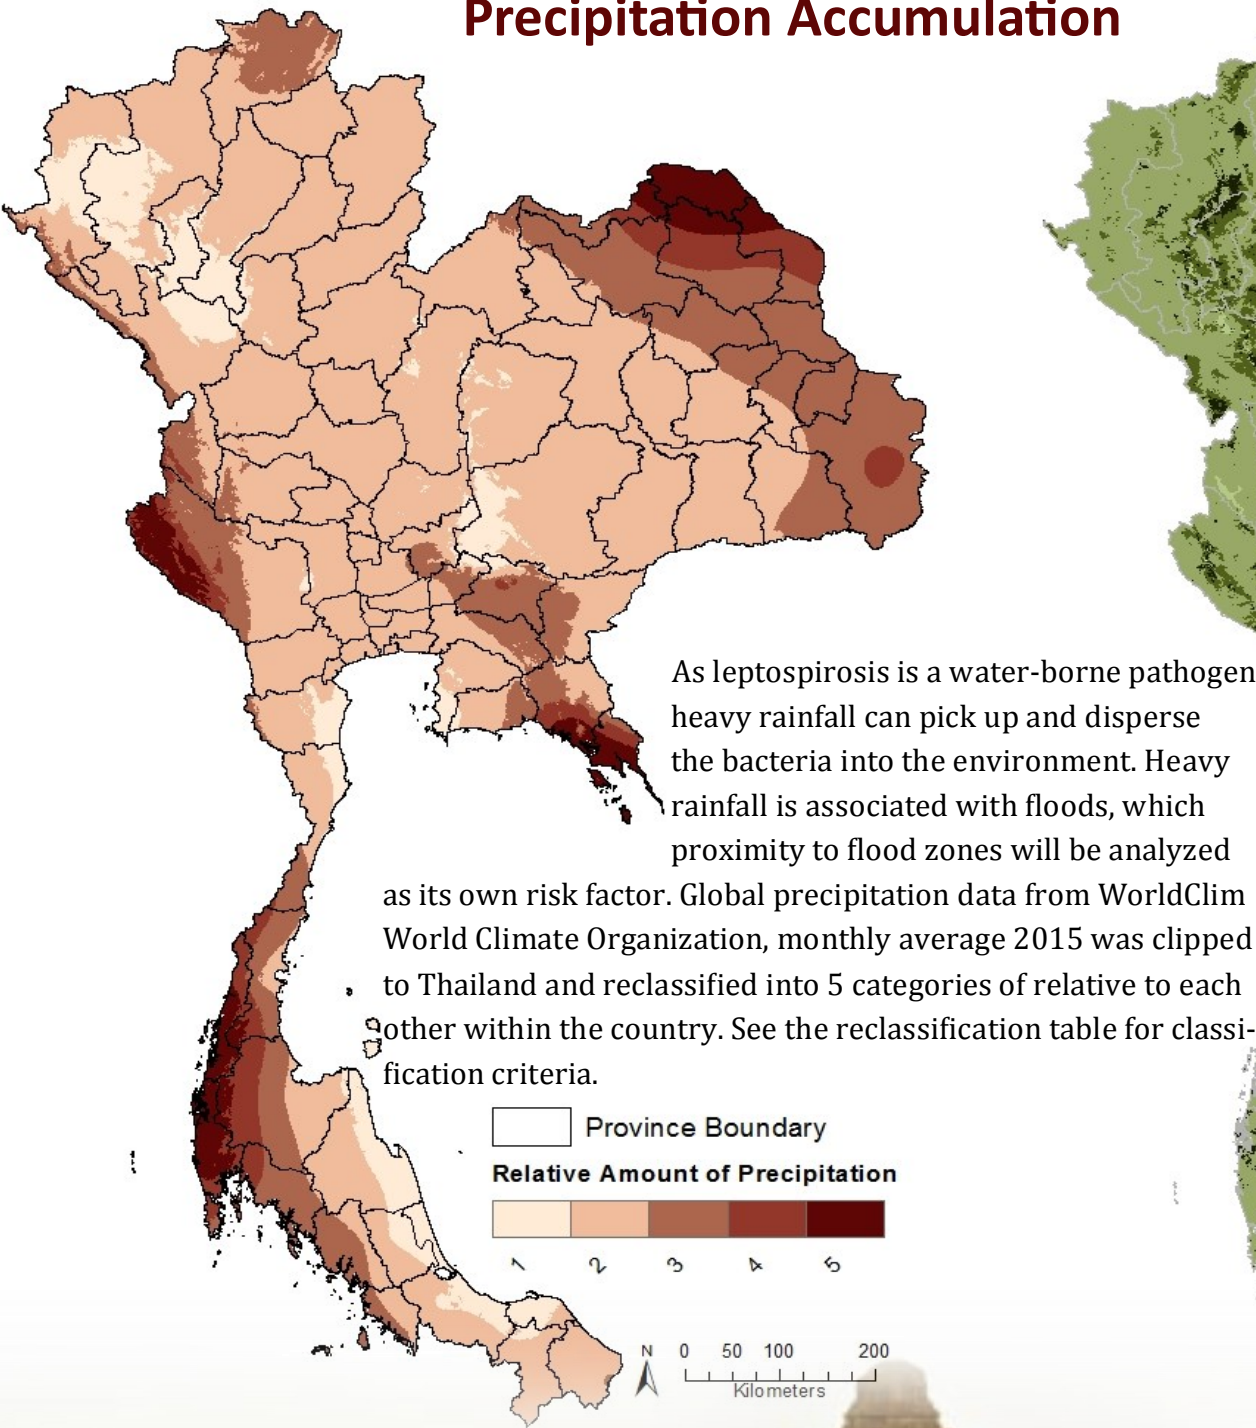 Precipitation Accumulation
As leptospirosis is a water-borne pathogen
heavy rainfall can pick up and disperse
the bacteria into the environment. Heavy
rainfall is associated with floods, which
proximity to flood zones will be analyzed
as its own risk factor. Global precipitation data from WorldClim
World Climate Organization, monthly average 2015 was clipped
to Thailand and reclassified into 5 categories of relative to each
other within the country. See the reclassification table for classi-
fication criteria.
Province Boundary
Relative Amount of Precipitation
1 2 3 4 5
N 0 50 100 200
Kilometers